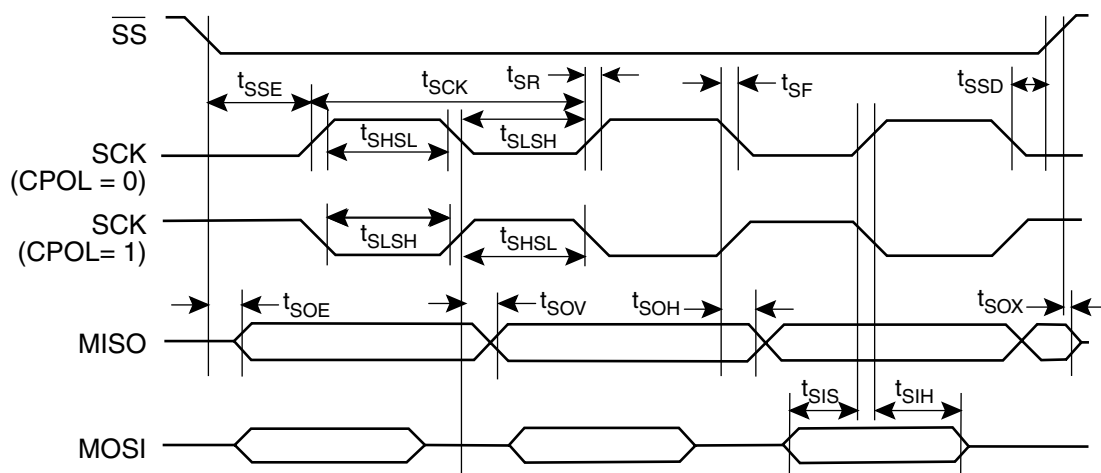 SS
tSSE
tSCK
tSR
tSF
tSSD
SCK
(CPOL = 0)
tSHSL
tSLSH
SCK
(CPOL= 1)
tSLSH
tSHSL
tSOE
tSOV
tSOH
tSOX
MISO
tSIS
tSIH
MOSI